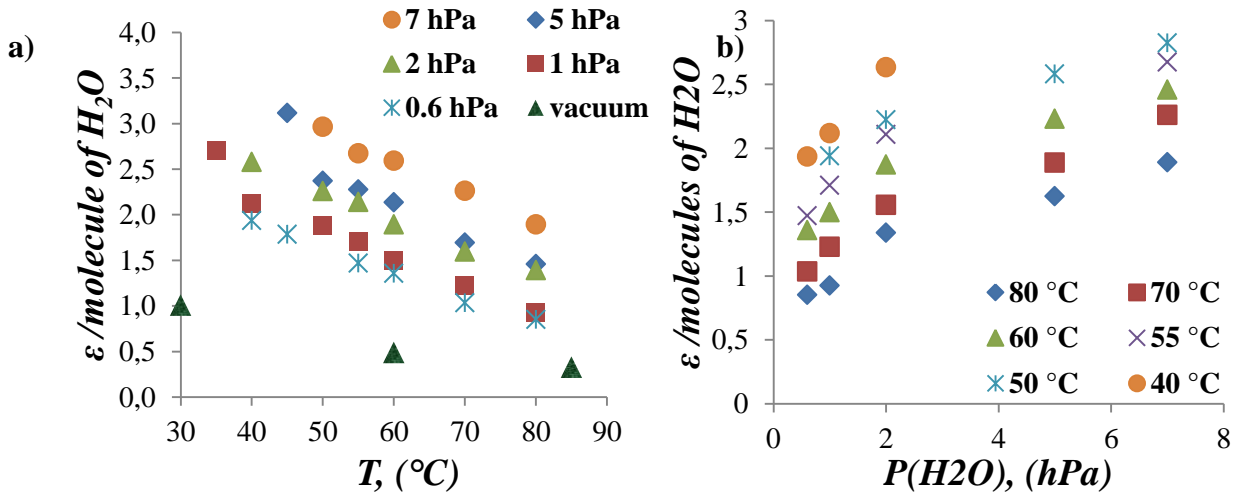 a)
7 hPa
5 hPa
2 hPa
1 hPa
0.6 hPa
vacuum
ε /molecule of H₂O
4,0
3,5
3.0
2,5
2,0
1.5
1,0
0.5
0,0
30
40
50
60
70
80
90
T, (°C)
b)
ε /molecules of H2O
3
2,5
2
1,5
1
0,5
0
80 °C
70 °C
60 °C
55 °C
50 °C
40 °C
0
2
4
6
8
P(H2O), (hPa)